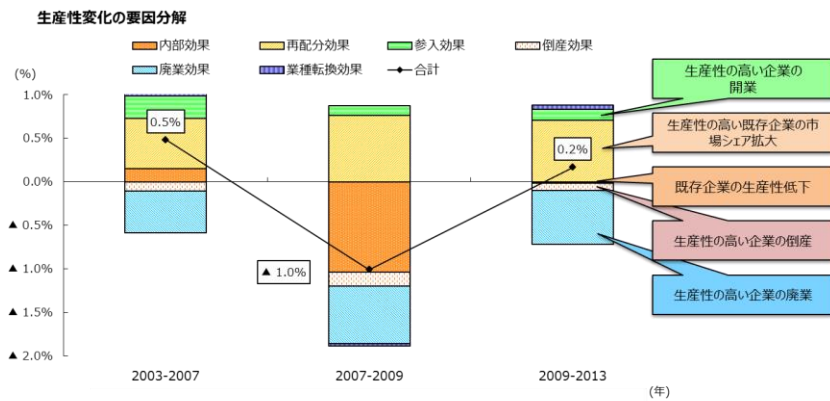 生産性変化の要因分解
内部効果
再配分効果
参入効果
倒産効果
廃業効果
業種転換効果
合計
(%)
1.0%
0.5%
0.0%
▲ 0.5%
▲ 1.0%
▲ 1.5%
▲ 2.0%
0.5%
▲ 1.0%
0.2%
2003-2007
2007-2009
2009-2013
(年)
生産性の高い企業の
開業
生産性の高い既存企業の市
場シェア拡大
既存企業の生産性低下
生産性の高い企業の倒産
生産性の高い企業の廃業